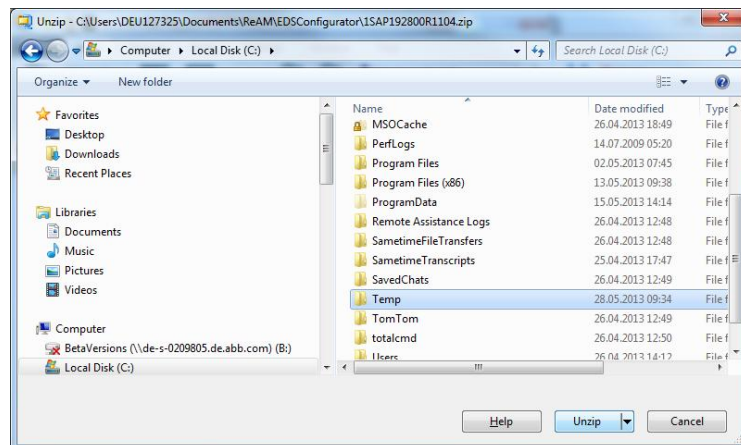 Unzip - C:\Users\DEU127325\Documents\ReAM\EDSConfigurator\1SAP192800R1104.zip
Computer Local Disk (C:)
Search Local Disk (C:)
Organize New folder
Favorites
Desktop
Downloads
Recent Places
Libraries
Documents
Music
Pictures
Videos
Computer
BetaVersions (\\de-s-0209805.de.abb.com) (B:)
Local Disk (C:)
Name Date modified Type
MSOCache 26.04.2013 18:49 File f
PerfLogs 14.07.2009 05:20 File f
Program Files 02.05.2013 07:45 File f
Program Files (x86) 13.05.2013 09:38 File f
ProgramData 15.05.2013 14:14 File f
Remote Assistance Logs 26.04.2013 12:48 File f
SametimeFileTransfers 26.04.2013 12:48 File f
SametimeTranscripts 25.04.2013 17:47 File f
SavedChats 26.04.2013 12:49 File f
Temp 28.05.2013 09:34 File f
TomTom 26.04.2013 12:49 File f
totalcmd 26.04.2013 12:50 File f
Users 26.04.2013 14:12 File f
Help Unzip Cancel